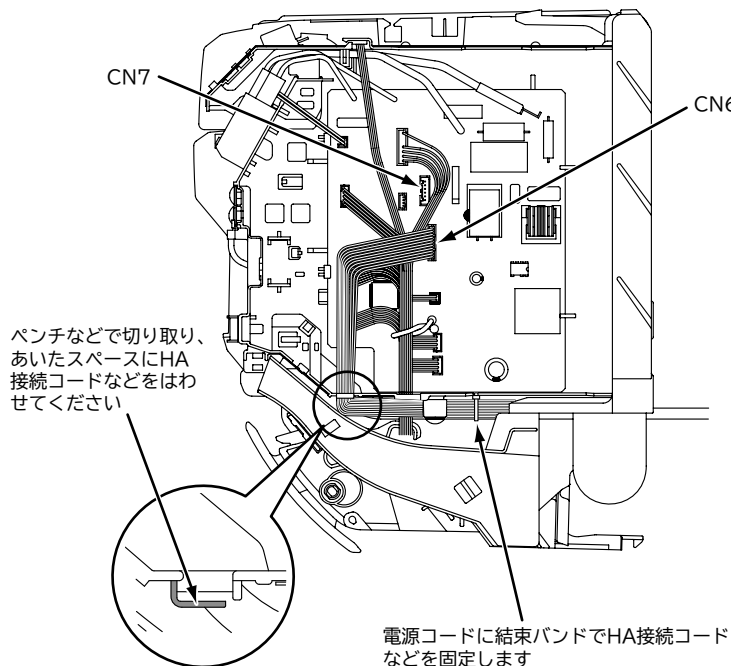 CN7
CN6
ペンチなどで切り取り、
あいたスペースにHA
接続コードなどをはわ
せてください
電源コードに結束バンドでHA接続コード
などを固定します